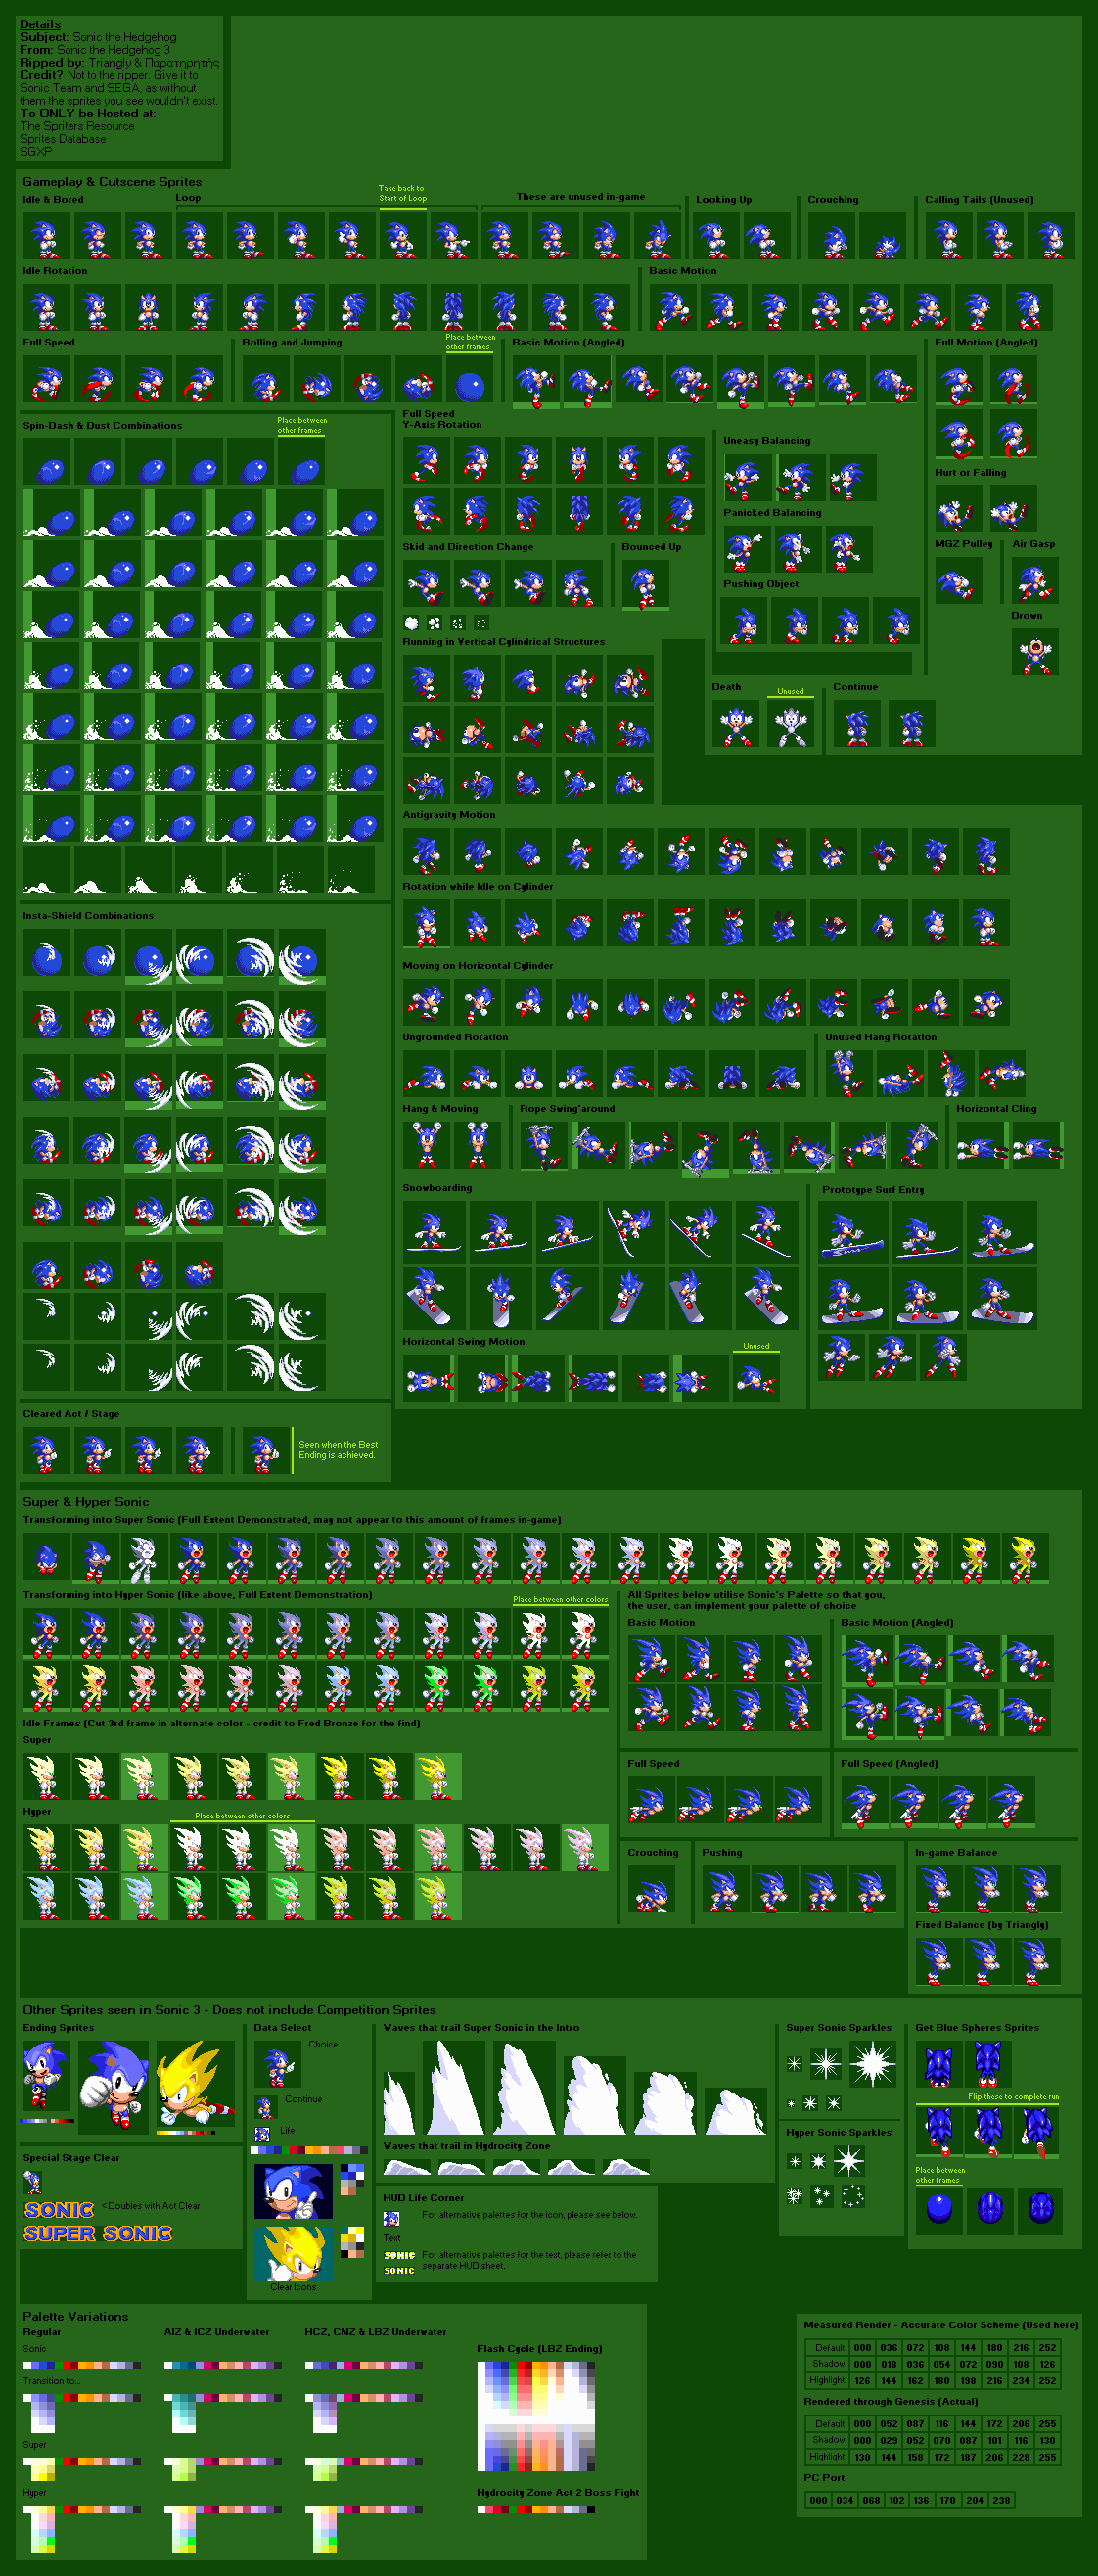 Details
Subject: Sonic the Hedgehog
From: Sonic the Hedgehog 3
Ripped by: Triangly & Παρατηρητής
Credit? Not to the ripper. Give it to
Sonic Team and SEGA, as without
them the sprites you see wouldn't exist.
To ONLY be Hosted at:
The Spriters Resource
Sprites Database
SGXP
Gameplay & Cutscene Sprites
Idle & Bored
Loop
Take back to
Start of Loop
These are unused in-game
Looking Up
Crouching
Calling Tails (Unused)
Idle Rotation
Basic Motion
Full Speed
Rolling and Jumping
Place between
other frames
Basic Motion (Angled)
Full Motion (Angled)
Spin-Dash & Dust Combinations
Place between
other frames
Full Speed
Y-Axis Rotation
Uneasy Balancing
Hurt or Falling
Panicked Balancing
Skid and Direction Change
Bounced Up
MGZ Pulley
Air Gasp
Pushing Object
Drown
Running in Vertical Cylindrical Structures
Death
Unused
Continue
Antigravity Motion
Rotation while Idle on Cylinder
Insta-Shield Combinations
Moving on Horizontal Cylinder
Ungrounded Rotation
Unused Hang Rotation
Hang & Moving
Rope Swing'around
Horizontal Cling
Snowboarding
Prototype Surf Entry
Horizontal Swing Motion
Unused
Cleared Act / Stage
Seen when the Best
Ending is achieved.
Super & Hyper Sonic
Transforming into Super Sonic (Full Extent Demonstrated, may not appear to this amount of frames in-game)
Transforming into Hyper Sonic (like above, Full Extent Demonstration)
Place between other colors
All Sprites below utilise Sonic's Palette so that you,
the user, can implement your palette of choice
Basic Motion
Basic Motion (Angled)
Idle Frames (Cut 3rd frame in alternate color - credit to Fred Bronze for the find)
Super
Full Speed
Full Speed (Angled)
Hyper
Place between other colors
Crouching
Pushing
In-game Balance
Fixed Balance (by Triangly)
Other Sprites seen in Sonic 3 - Does not include Competition Sprites
Ending Sprites
Data Select
Choice
Continue
Life
Waves that trail Super Sonic in the Intro
Super Sonic Sparkles
Get Blue Spheres Sprites
Flip these to complete run
Hyper Sonic Sparkles
Waves that trail in Hydrocity Zone
Special Stage Clear
Place between
other frames
SONIC
<Doubles with Act Clear
SUPER SONIC
Clear Icons
HUD Life Corner
For alternative palettes for the icon, please see below.
Text
SONIC
For alternative palettes for the text, please refer to the
separate HUD sheet.
SONIC
Palette Variations
Regular
AIZ & ICZ Underwater
HCZ, CNZ & LBZ Underwater
Sonic
Flash Cycle (LBZ Ending)
Transition to...
Super
Hyper
Hydrocity Zone Act 2 Boss Fight
Measured Render - Accurate Color Scheme (Used here)
Default 000 036 072 108 144 180 216 252
Shadow 000 018 036 054 072 090 108 126
Highlight 126 144 162 180 198 216 234 252
Rendered through Genesis (Actual)
Default 000 052 087 116 144 172 206 255
Shadow 000 029 052 070 087 101 116 130
Highlight 130 144 158 172 187 206 228 255
PC Port
000 034 068 102 136 170 204 238